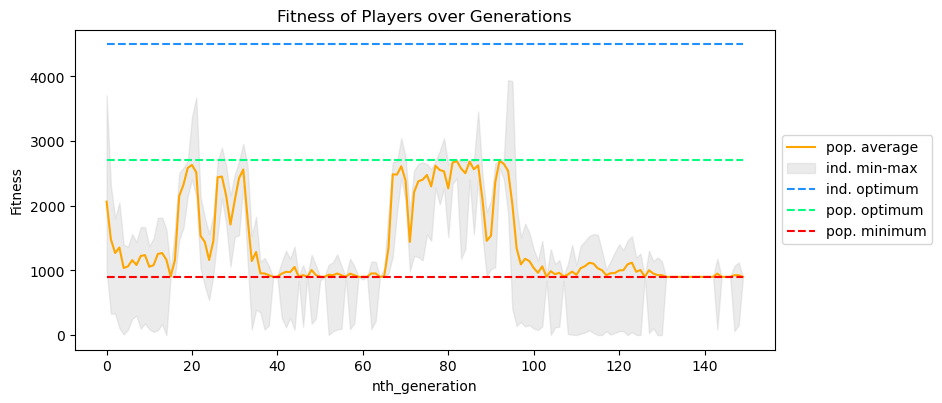 Fitness of Players over Generations
Fitness
4000
3000
2000
1000
0
0
20
40
60
80
100
120
140
nth_generation
pop. average
ind. min-max
ind. optimum
pop. optimum
pop. minimum